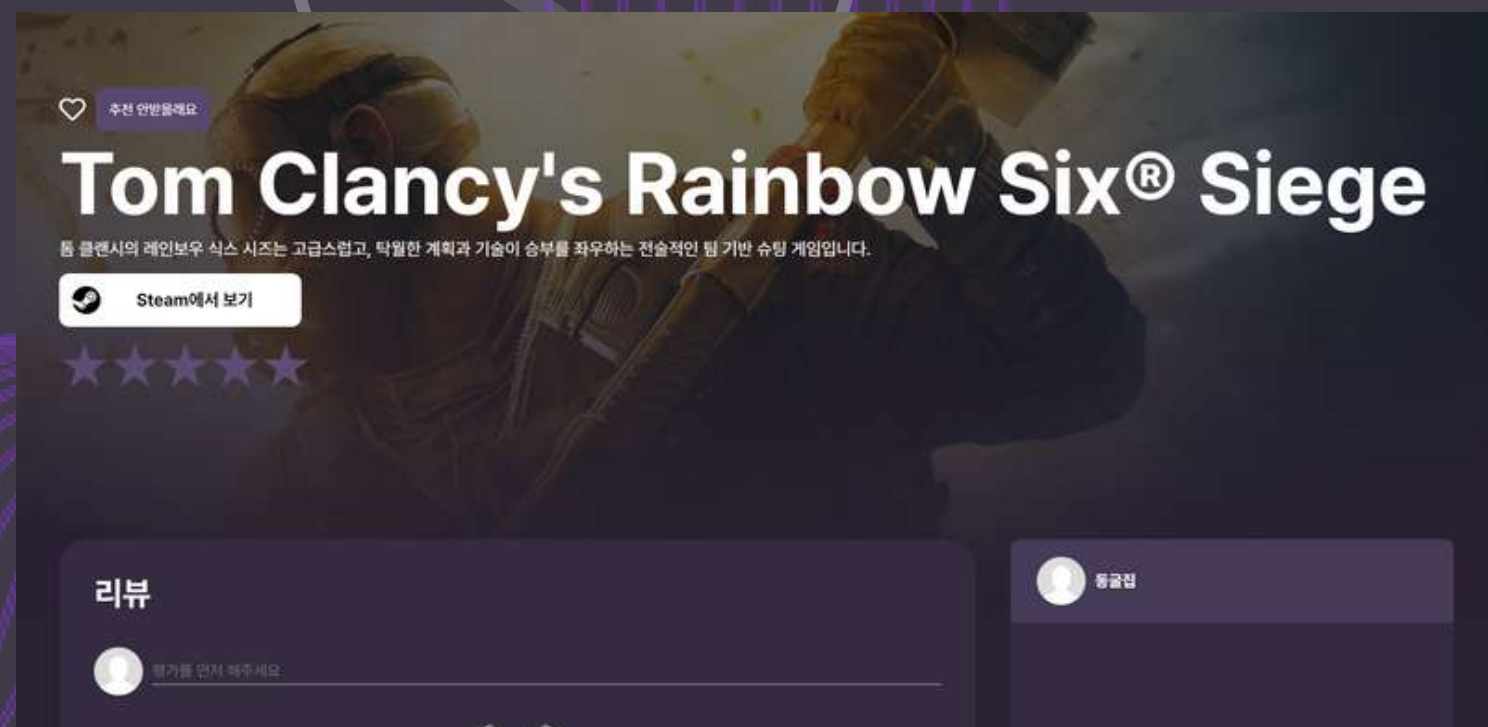 추천 안받을래요
Tom Clancy's Rainbow Six® Siege
톰 클랜시의 레인보우 식스 시즈는 고급스럽고, 탁월한 계획과 기술이 승부를 좌우하는 전술적인 팀 기반 슈팅 게임입니다.
Steam에서 보기
리뷰
동굴집
평가를 먼저 해주세요